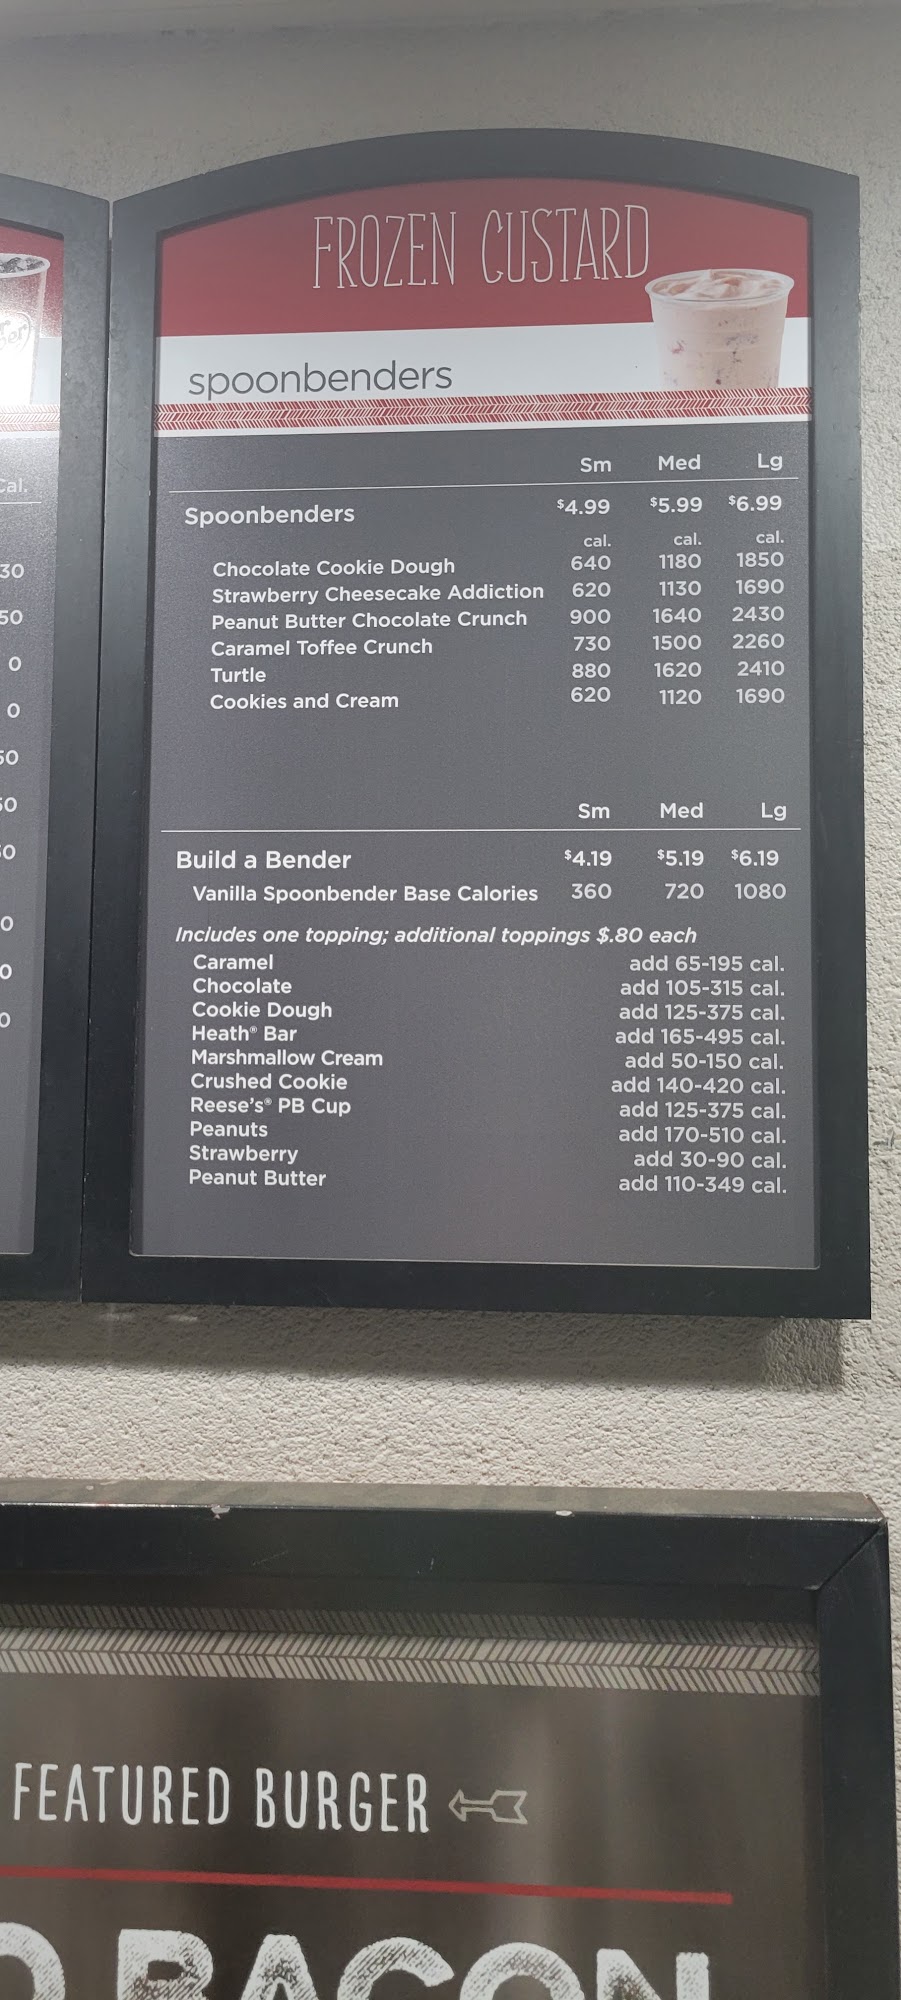 FROZEN CUSTARD
spoonbenders
Sm Med Lg
Spoonbenders $4.99 $5.99 $6.99
cal. cal. cal.
Chocolate Cookie Dough 640 1180 1850
Strawberry Cheesecake Addiction 620 1130 1690
Peanut Butter Chocolate Crunch 900 1640 2430
Caramel Toffee Crunch 730 1500 2260
Turtle 880 1620 2410
Cookies and Cream 620 1120 1690
Sm Med Lg
Build a Bender $4.19 $5.19 $6.19
Vanilla Spoonbender Base Calories 360 720 1080
Includes one topping; additional toppings $.80 each
Caramel add 65-195 cal.
Chocolate add 105-315 cal.
Cookie Dough add 125-375 cal.
Heath® Bar add 165-495 cal.
Marshmallow Cream add 50-150 cal.
Crushed Cookie add 140-420 cal.
Reese's® PB Cup add 125-375 cal.
Peanuts add 170-510 cal.
Strawberry add 30-90 cal.
Peanut Butter add 110-349 cal.
FEATURED BURGER
BACON